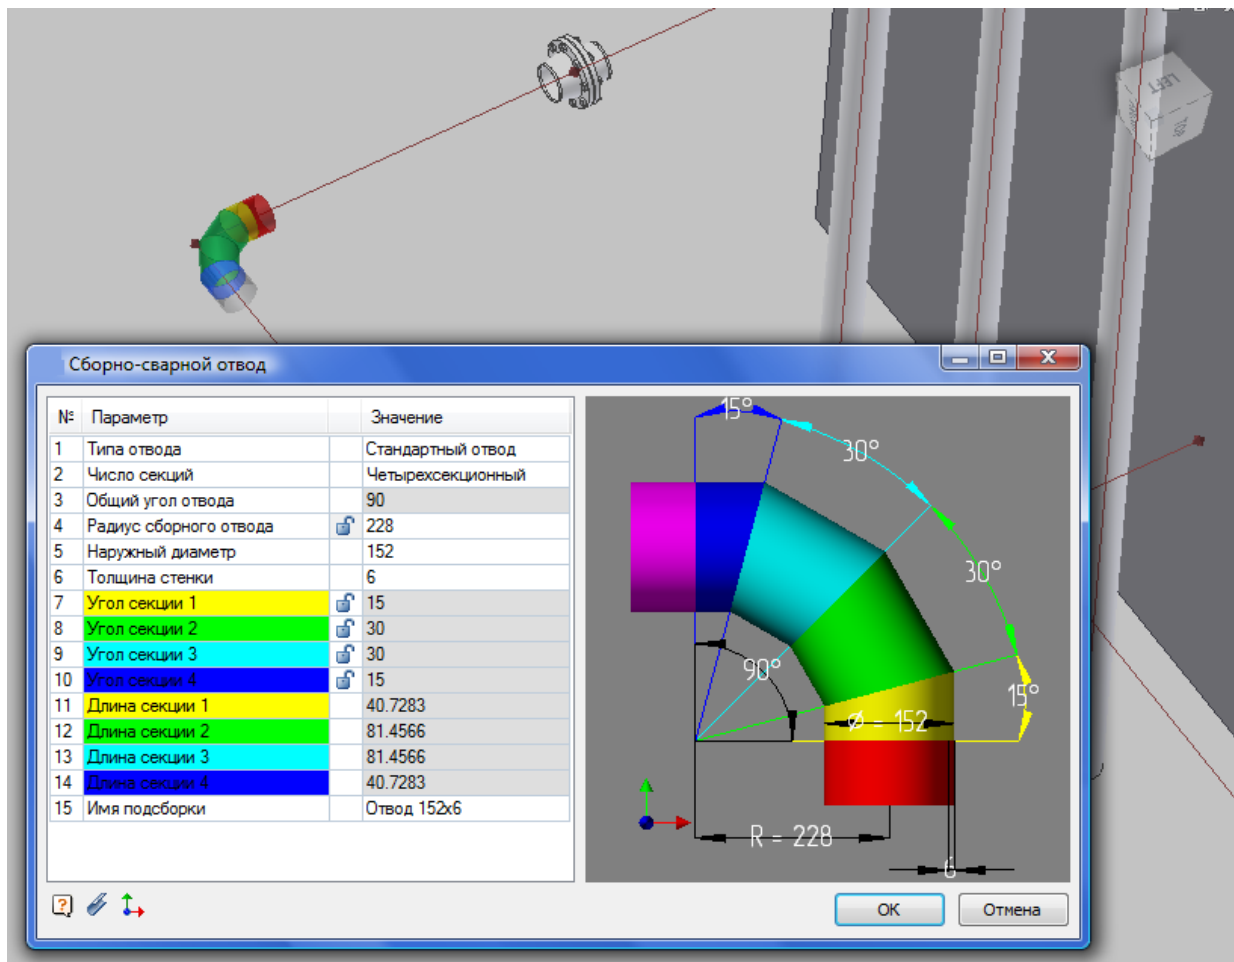 LEFT
TOP
Сборно-сварной отвод
№ Параметр Значение
1 Типа отвода Стандартный отвод
2 Число секций Четырехсекционный
3 Общий угол отвода 90
4 Радиус сборного отвода 228
5 Наружный диаметр 152
6 Толщина стенки 6
7 Угол секции 1 15
8 Угол секции 2 30
9 Угол секции 3 30
10 Угол секции 4 15
11 Длина секции 1 40.7283
12 Длина секции 2 81.4566
13 Длина секции 3 81.4566
14 Длина секции 4 40.7283
15 Имя подсборки Отвод 152x6
15°
30°
30°
90°
15°
Ø = 152
R = 228
6
ОК Отмена